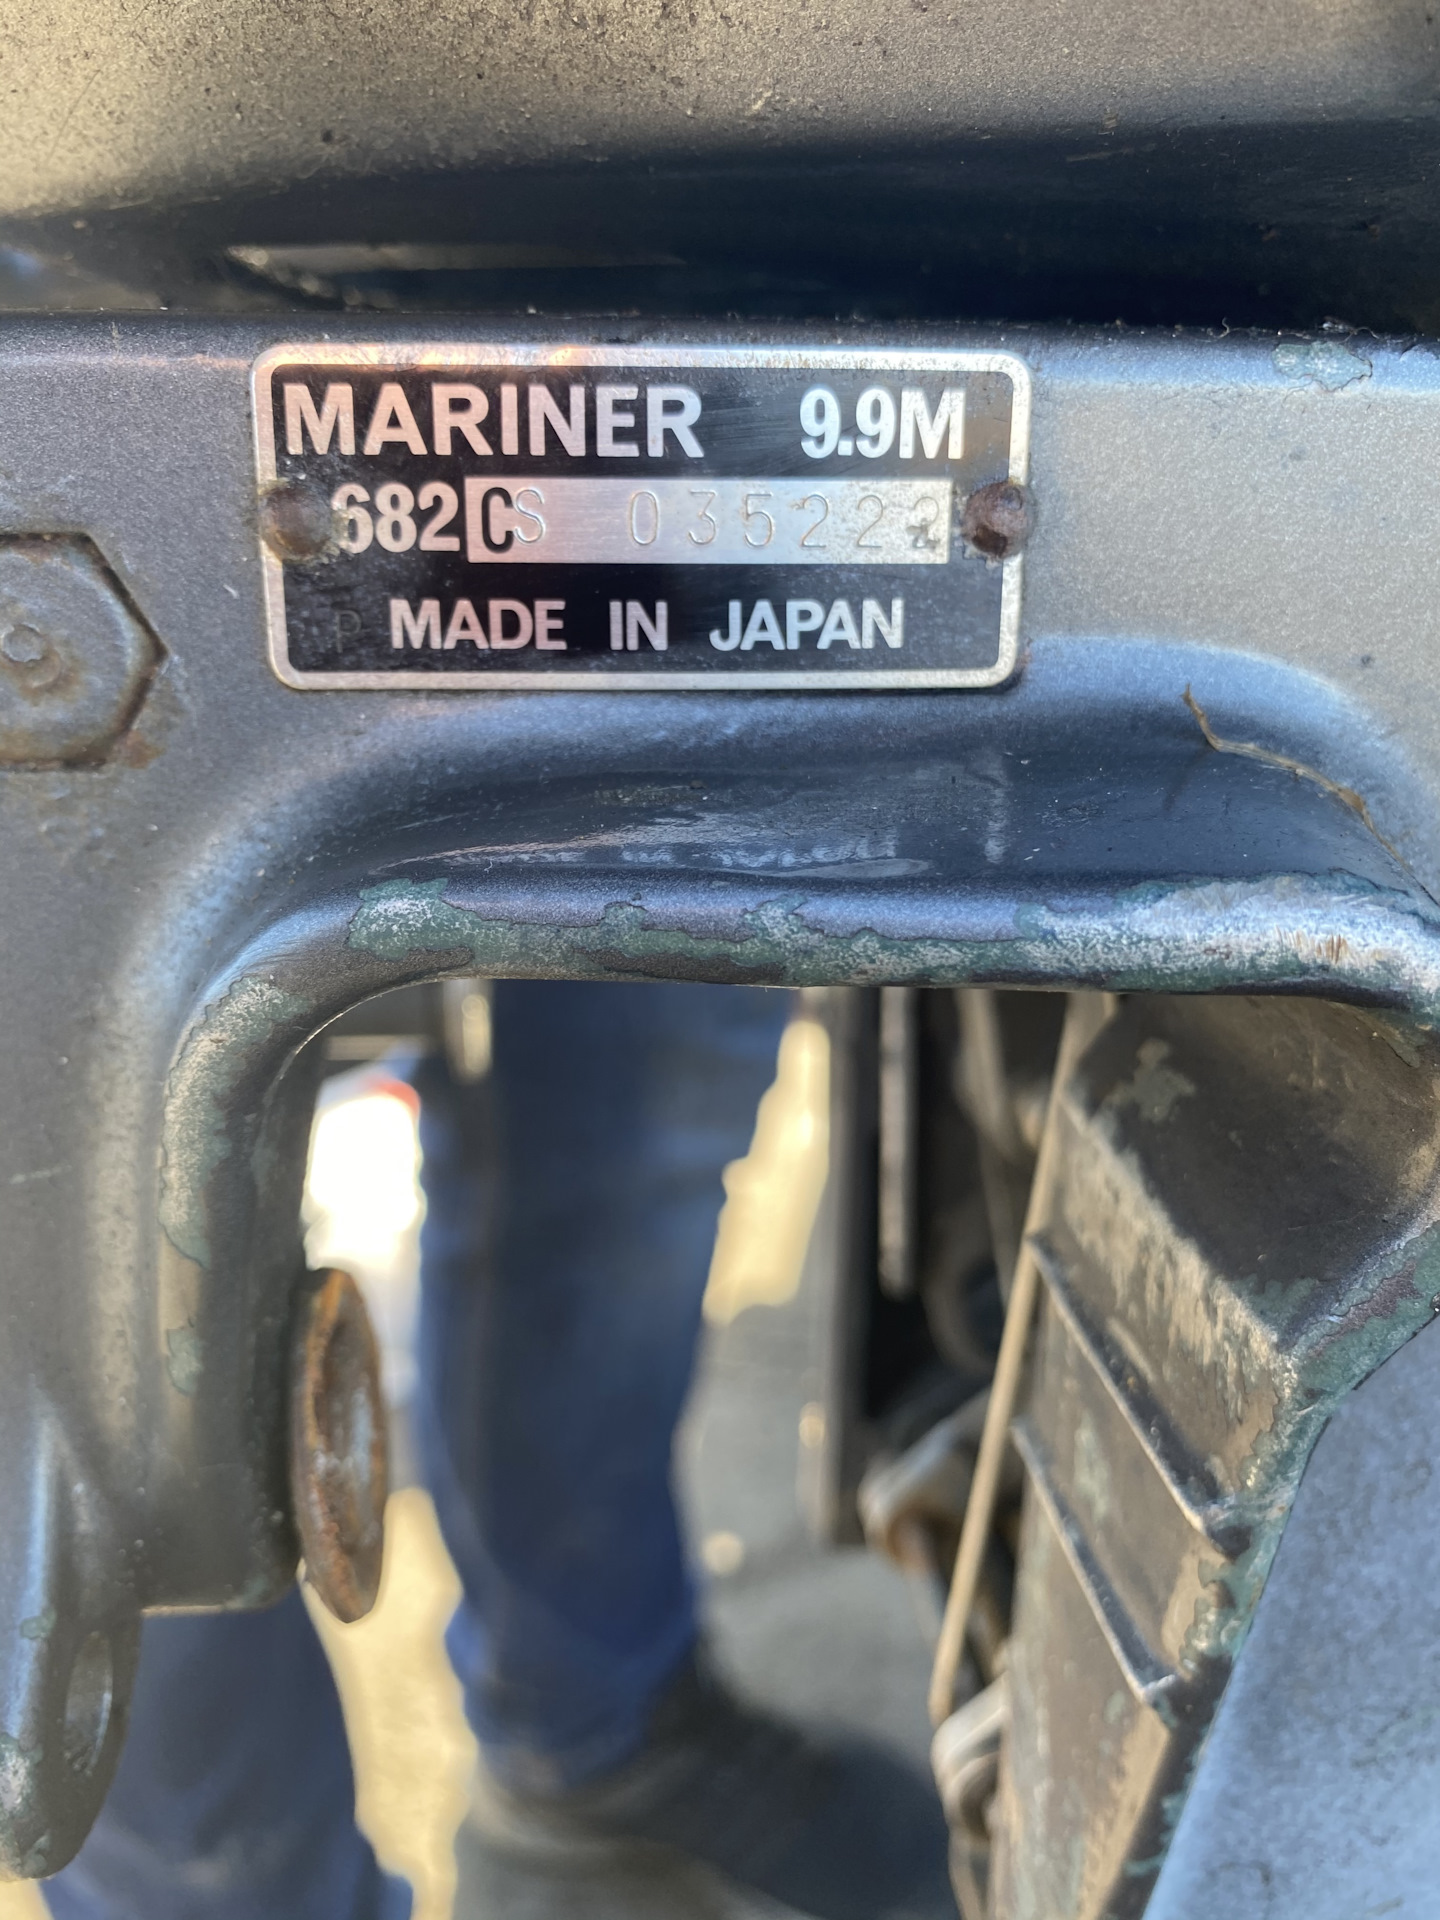 MARINER 9.9M
682CS 035222
P MADE IN JAPAN